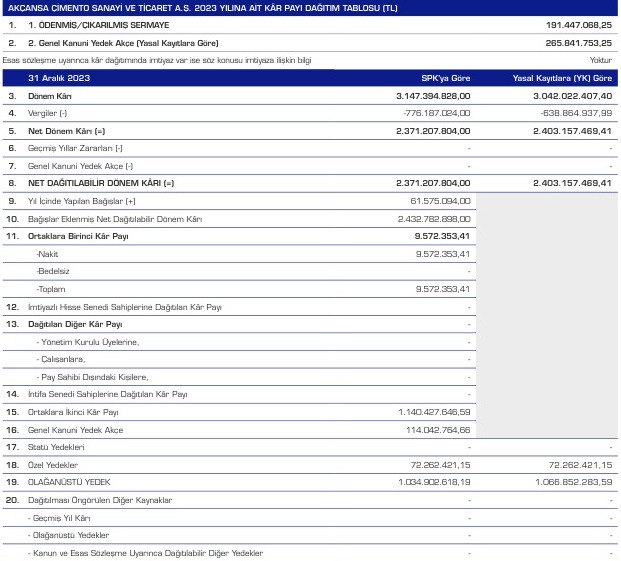 AKÇANSA ÇİMENTO SANAYİ VE TİCARET A.Ş. 2023 YILINA AİT KÂR PAYI DAĞITIM TABLOSU (TL)
1. 1. ÖDENMİŞ/ÇIKARILMIŞ SERMAYE 191.447.068,25
2. 2. Genel Kanuni Yedek Akçe (Yasal Kayıtlara Göre) 265.841.753,25
Esas sözleşme uyarınca kâr dağıtımında imtiyaz var ise söz konusu imtiyaza ilişkin bilgi Yoktur
31 Aralık 2023 SPK'ya Göre Yasal Kayıtlara (YK) Göre
3. Dönem Kârı 3.147.394.828,00 3.042.022.407,40
4. Vergiler (-) -776.187.024,00 -638.864.937,99
5. Net Dönem Kârı (=) 2.371.207.804,00 2.403.157.469,41
6. Geçmiş Yıllar Zararları (-) - -
7. Genel Kanuni Yedek Akçe (-) - -
8. NET DAĞITILABİLİR DÖNEM KÂRI (=) 2.371.207.804,00 2.403.157.469,41
9. Yıl İçinde Yapılan Bağışlar (+) 61.575.094,00
10. Bağışlar Eklenmiş Net Dağıtılabilir Dönem Kârı 2.432.782.898,00
11. Ortaklara Birinci Kâr Payı 9.572.353,41
-Nakit 9.572.353,41
-Bedelsiz -
-Toplam 9.572.353,41
12. İmtiyazlı Hisse Senedi Sahiplerine Dağıtılan Kâr Payı -
13. Dağıtılan Diğer Kâr Payı -
- Yönetim Kurulu Üyelerine, -
- Çalışanlara, -
- Pay Sahibi Dışındaki Kişilere, -
14. İntifa Senedi Sahiplerine Dağıtılan Kâr Payı -
15. Ortaklara İkinci Kâr Payı 1.140.427.646,59
16. Genel Kanuni Yedek Akçe 114.042.764,66
17. Statü Yedekleri - -
18. Özel Yedekler 72.262.421,15 72.262.421,15
19. OLAĞANÜSTÜ YEDEK 1.034.902.618,19 1.066.852.283,59
20. Dağıtılması Öngörülen Diğer Kaynaklar - -
- Geçmiş Yıl Kârı - -
- Olağanüstü Yedekler - -
- Kanun ve Esas Sözleşme Uyarınca Dağıtılabilir Diğer Yedekler - -